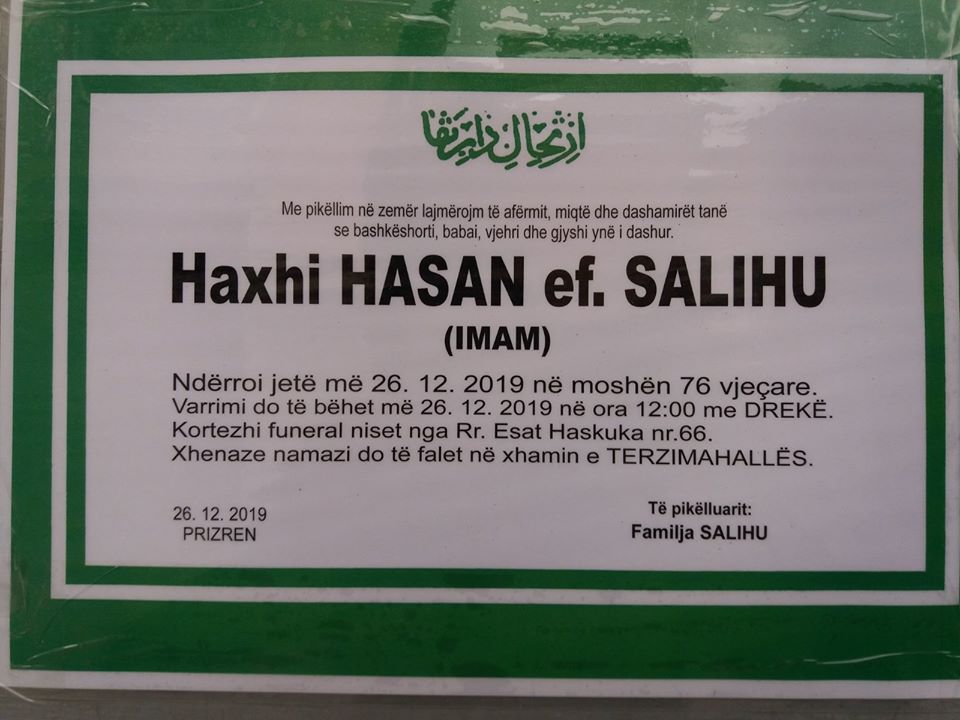 ارتحال دار بقا
Me pikëllim në zemër lajmërojm të afërmit, miqtë dhe dashamirët tanë
se bashkëshorti, babai, vjehri dhe gjyshi ynë i dashur.
Haxhi HASAN ef. SALIHU
(IMAM)
Ndërroi jetë më 26. 12. 2019 në moshën 76 vjeçare.
Varrimi do të bëhet më 26. 12. 2019 në ora 12:00 me DREKË.
Kortezhi funeral niset nga Rr. Esat Haskuka nr.66.
Xhenaze namazi do të falet në xhamin e TERZIMAHALLËS.
26. 12. 2019
PRIZREN
Të pikëlluarit:
Familja SALIHU